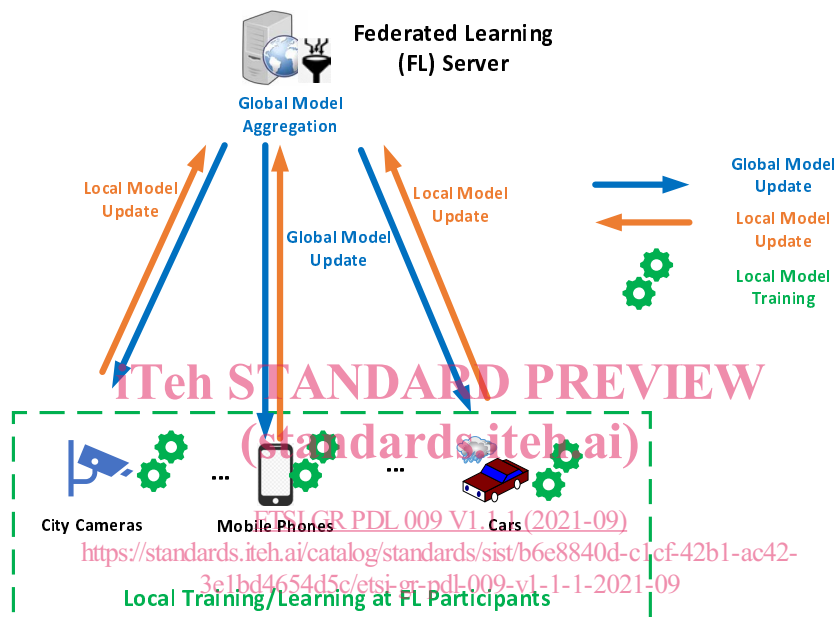 Federated Learning
(FL) Server
Global Model
Aggregation
Local Model
Update
Global Model
Update
Local Model
Update
Global Model
Update
Local Model
Update
Local Model
Training
iTeh STANDARD PREVIEW
(standards.iteh.ai)
...
...
City Cameras
Mobile Phones
Cars
ETSI GR PDL 009 V1.1.1 (2021-09)
https://standards.iteh.ai/catalog/standards/sist/b6e8840d-c1cf-42b1-ac42-
3e1bd4654d5c/etsi-gr-pdl-009-v1-1-1-2021-09
Local Training/Learning at FL Participants